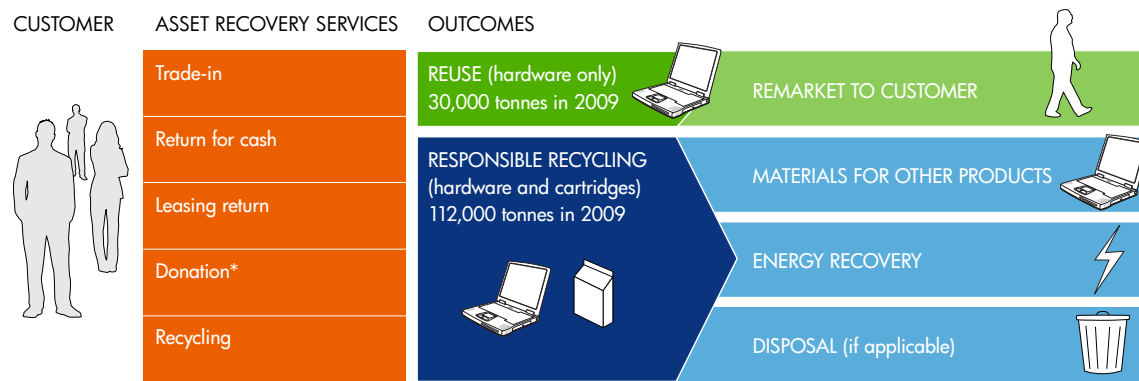 CUSTOMER
ASSET RECOVERY SERVICES
OUTCOMES
Trade-in
Return for cash
Leasing return
Donation*
Recycling
REUSE (hardware only)
30,000 tonnes in 2009
REMARKET TO CUSTOMER
RESPONSIBLE RECYCLING
(hardware and cartridges)
112,000 tonnes in 2009
MATERIALS FOR OTHER PRODUCTS
ENERGY RECOVERY
DISPOSAL (if applicable)